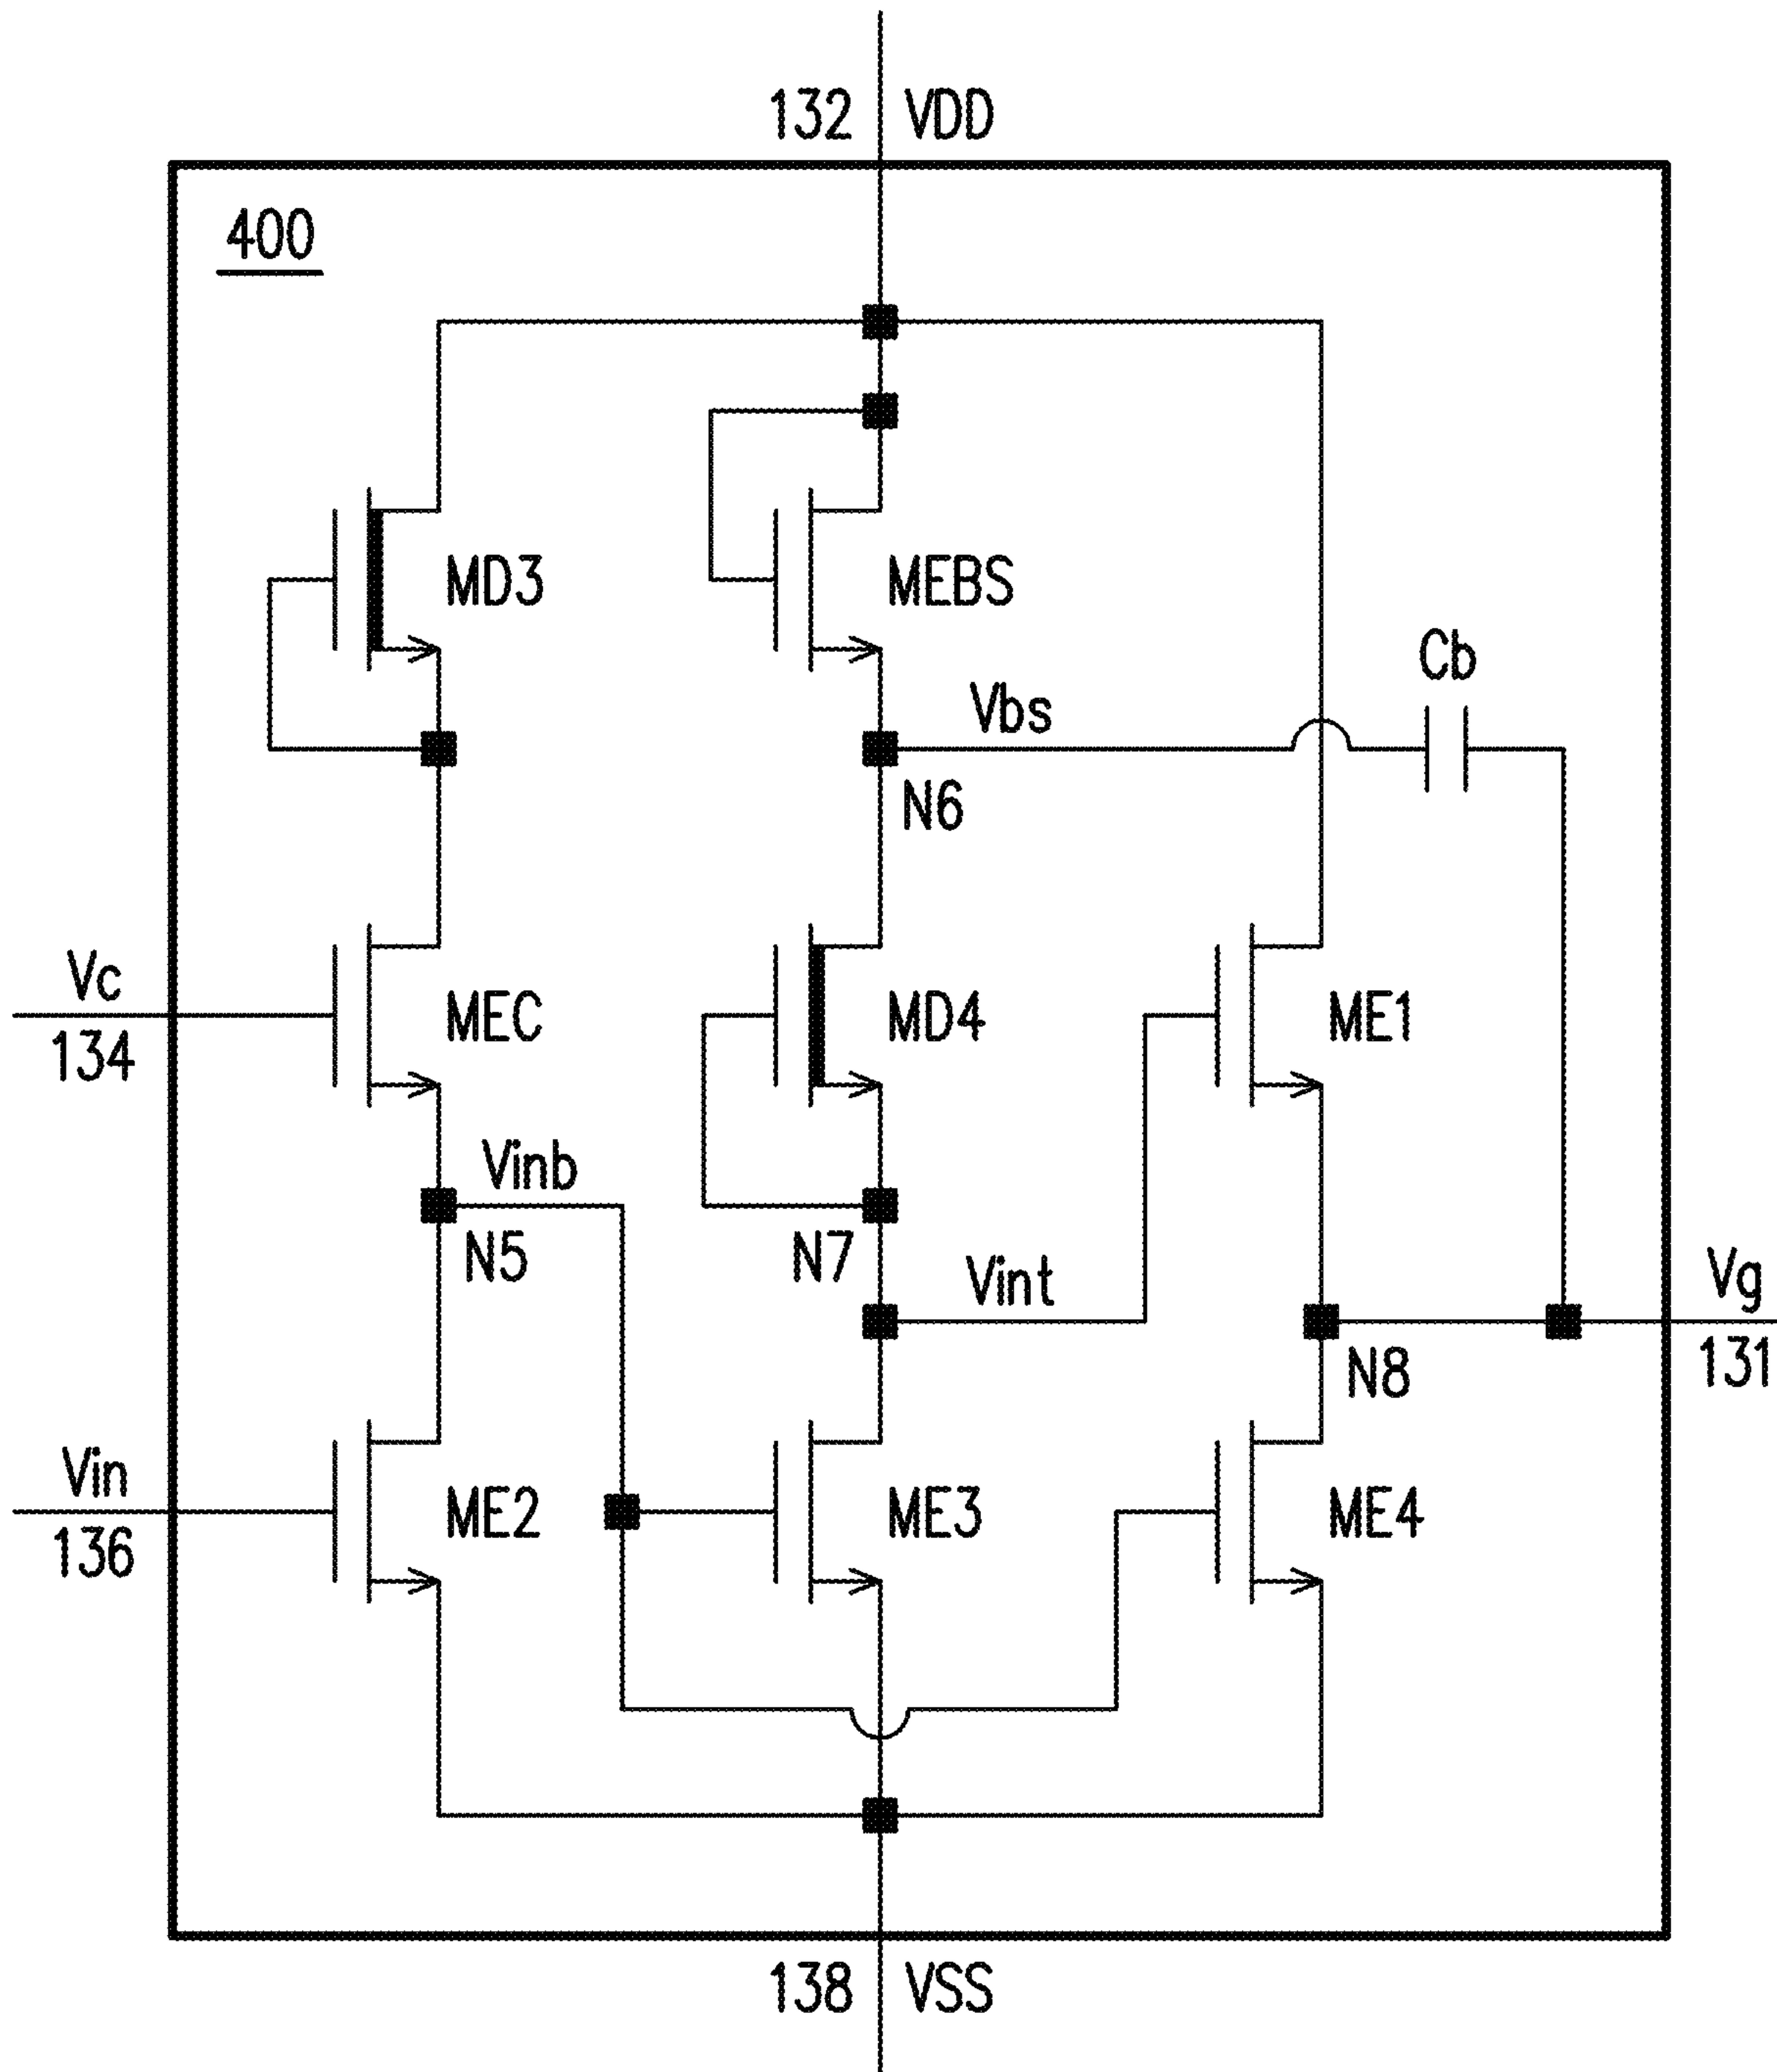 132 VDD
400
MD3
MEBS
Cb
Vbs
N6
Vc
134
MEC
MD4
ME1
Vinb
N5
N7
Vint
Vg
131
N8
Vin
136
ME2
ME3
ME4
138 VSS